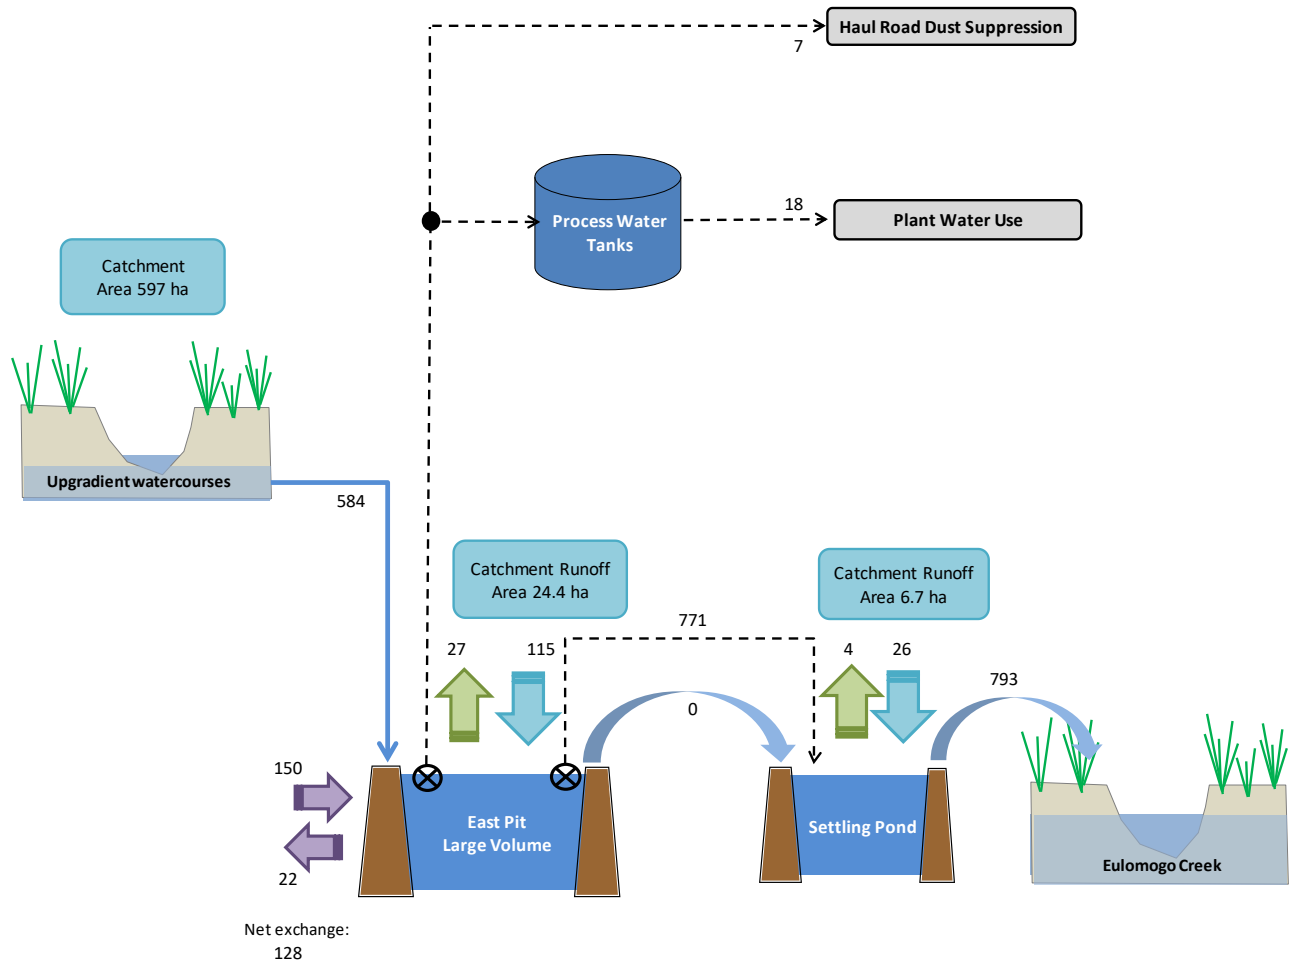 Haul Road Dust Suppression
7
Process Water
Tanks
18
Plant Water Use
Catchment
Area 597 ha
Upgradient watercourses
584
Catchment Runoff
Area 24.4 ha
Catchment Runoff
Area 6.7 ha
27
115
771
4
26
793
0
150
22
East Pit
Large Volume
Settling Pond
Eulomogo Creek
Net exchange:
128